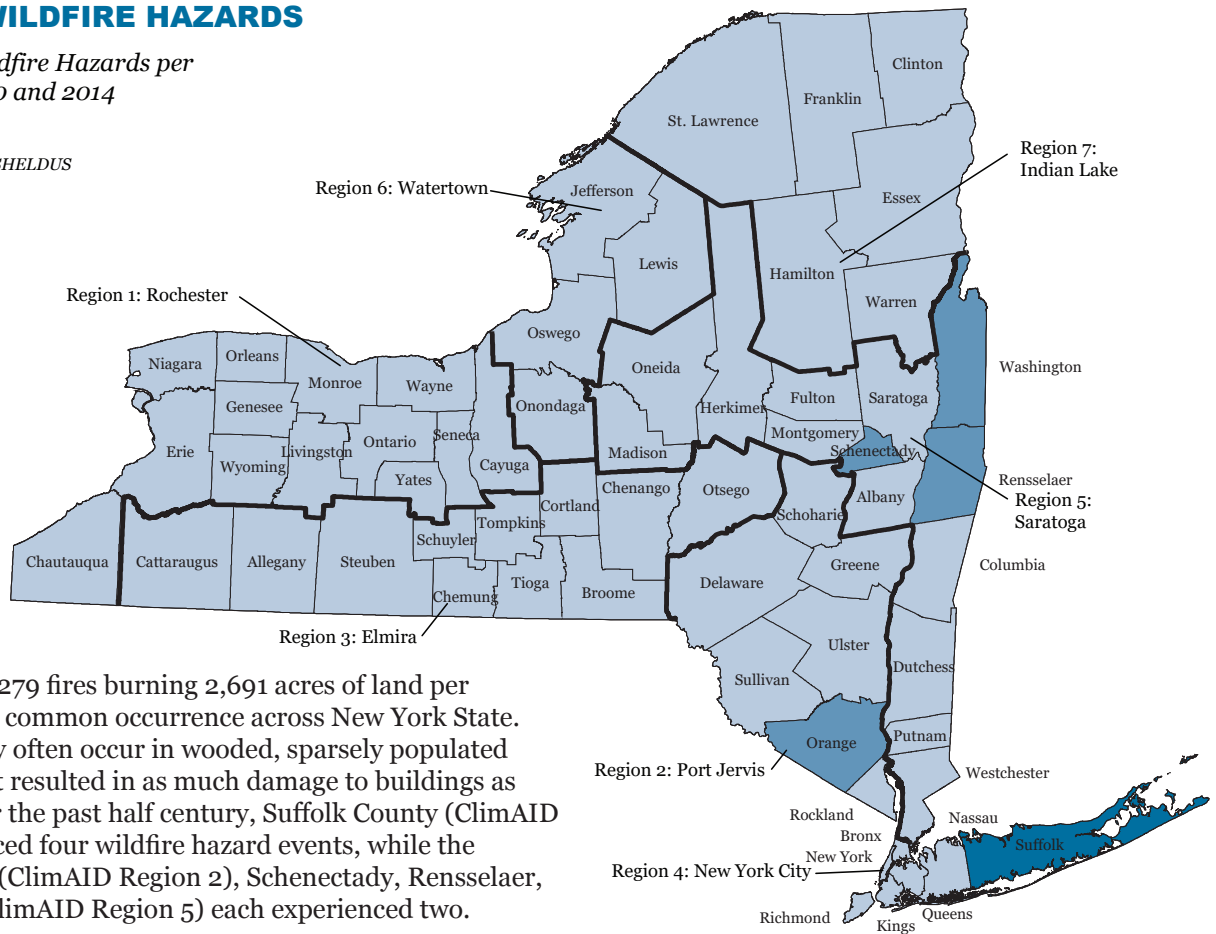 WILDFIRE HAZARDS
dfire Hazards per
and 2014
SHELDUS
Clinton
Franklin
St. Lawrence
Region 7:
Indian Lake
Region 6: Watertown
Jefferson
Essex
Lewis
Hamilton
Region 1: Rochester
Warren
Oswego
Niagara
Orleans
Oneida
Washington
Monroe
Wayne
Fulton
Saratoga
Genesee
Onondaga
Herkimer
Montgomery
Erie
Ontario
Seneca
Livingston
Madison
Schenectady
Wyoming
Cayuga
Yates
Chenango
Otsego
Albany
Rensselaer
Region 5:
Saratoga
Cortland
Tompkins
Schoharie
Schuyler
Chautauqua
Cattaraugus
Allegany
Steuben
Greene
Columbia
Tioga
Delaware
Broome
Chemung
Region 3: Elmira
Ulster
Dutchess
Sullivan
Orange
Putnam
Region 2: Port Jervis
Westchester
Rockland
Nassau
Bronx
Suffolk
New York
Region 4: New York City
Richmond
Queens
Kings
279 fires burning 2,691 acres of land per
common occurrence across New York State.
y often occur in wooded, sparsely populated
t resulted in as much damage to buildings as
r the past half century, Suffolk County (ClimAID
ced four wildfire hazard events, while the
(ClimAID Region 2), Schenectady, Rensselaer,
limAID Region 5) each experienced two.